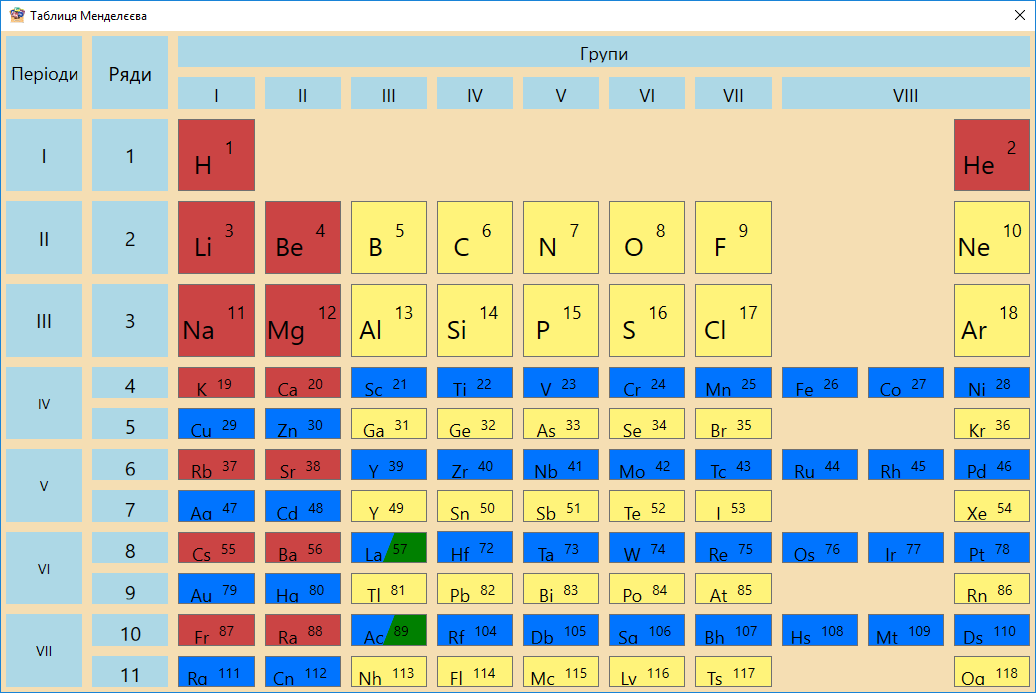 Таблиця Менделєєва
Періоди Ряди Групи
I II III IV V VI VII VIII
I 1 H 1 He 2
II 2 Li 3 Be 4 B 5 C 6 N 7 O 8 F 9 Ne 10
III 3 Na 11 Mg 12 Al 13 Si 14 P 15 S 16 Cl 17 Ar 18
IV 4 K 19 Ca 20 Sc 21 Ti 22 V 23 Cr 24 Mn 25 Fe 26 Co 27 Ni 28
5 Cu 29 Zn 30 Ga 31 Ge 32 As 33 Se 34 Br 35 Kr 36
V 6 Rb 37 Sr 38 Y 39 Zr 40 Nb 41 Mo 42 Tc 43 Ru 44 Rh 45 Pd 46
7 Ag 47 Cd 48 Y 49 Sn 50 Sb 51 Te 52 I 53 Xe 54
VI 8 Cs 55 Ba 56 La 57 Hf 72 Ta 73 W 74 Re 75 Os 76 Ir 77 Pt 78
9 Au 79 Hg 80 Tl 81 Pb 82 Bi 83 Po 84 At 85 Rn 86
VII 10 Fr 87 Ra 88 Ac 89 Rf 104 Db 105 Sg 106 Bh 107 Hs 108 Mt 109 Ds 110
11 Rg 111 Cn 112 Nh 113 Fl 114 Mc 115 Lv 116 Ts 117 Og 118